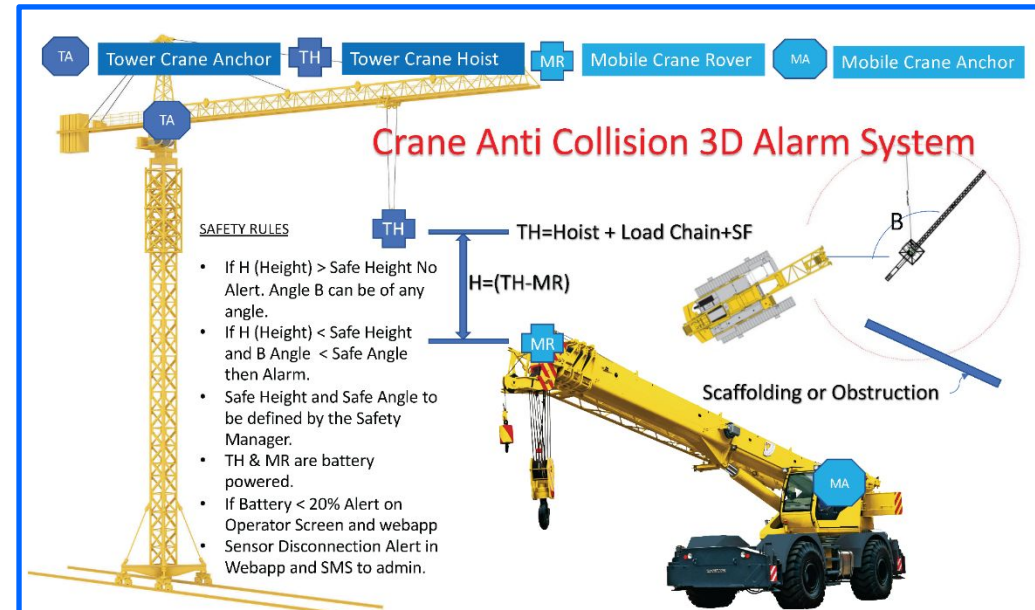 TA Tower Crane Anchor TH Tower Crane Hoist MR Mobile Crane Rover MA Mobile Crane Anchor
TA
Crane Anti Collision 3D Alarm System
TH
TH=Hoist + Load Chain+SF
B
H=(TH-MR)
MR
Scaffolding or Obstruction
MA
SAFETY RULES
• If H (Height) > Safe Height No
Alert. Angle B can be of any
angle.
• If H (Height) < Safe Height
and B Angle < Safe Angle
then Alarm.
• Safe Height and Safe Angle to
be defined by the Safety
Manager.
• TH & MR are battery
powered.
• If Battery < 20% Alert on
Operator Screen and webapp
• Sensor Disconnection Alert in
Webapp and SMS to admin.